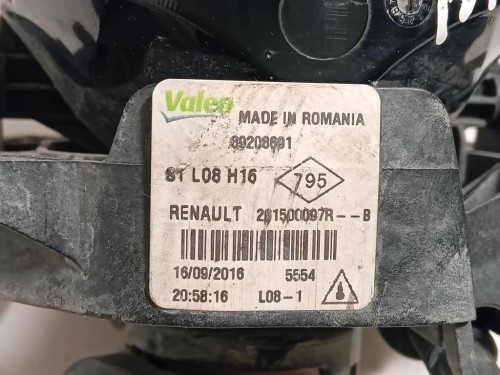 Valeo MADE IN ROMANIA
89208691
ST L08 H16 795
RENAULT 261500097R--B
16/09/2016 5554
20:58:16 L08-1